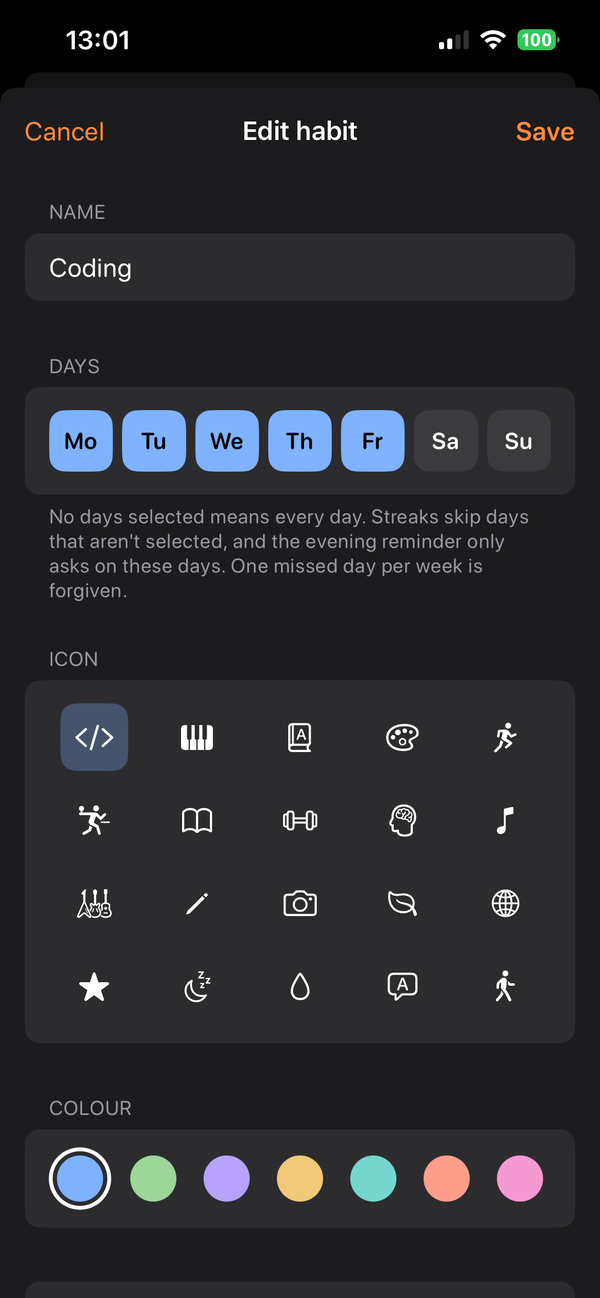 13:01
100
Cancel
Edit habit
Save
NAME
Coding
DAYS
Mo Tu We Th Fr Sa Su
No days selected means every day. Streaks skip days
that aren't selected, and the evening reminder only
asks on these days. One missed day per week is
forgiven.
ICON
</>
A
z z z
A
COLOUR